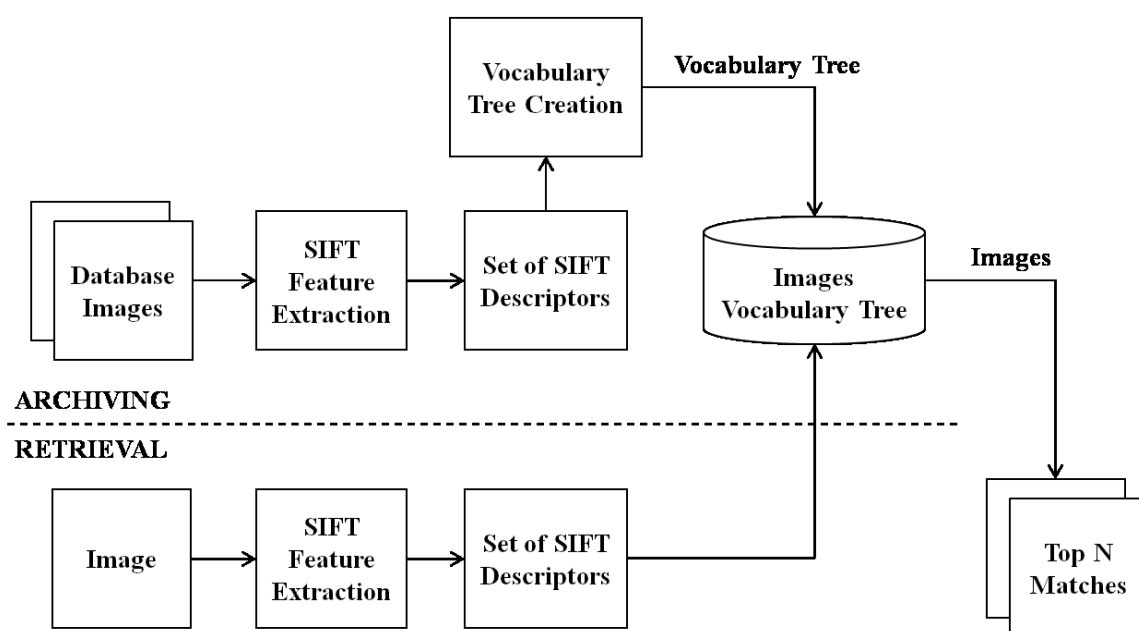 Vocabulary
Tree Creation
Vocabulary Tree
Database
Images
SIFT
Feature
Extraction
Set of SIFT
Descriptors
Images
Vocabulary Tree
Images
ARCHIVING
RETRIEVAL
Image
SIFT
Feature
Extraction
Set of SIFT
Descriptors
Top N
Matches